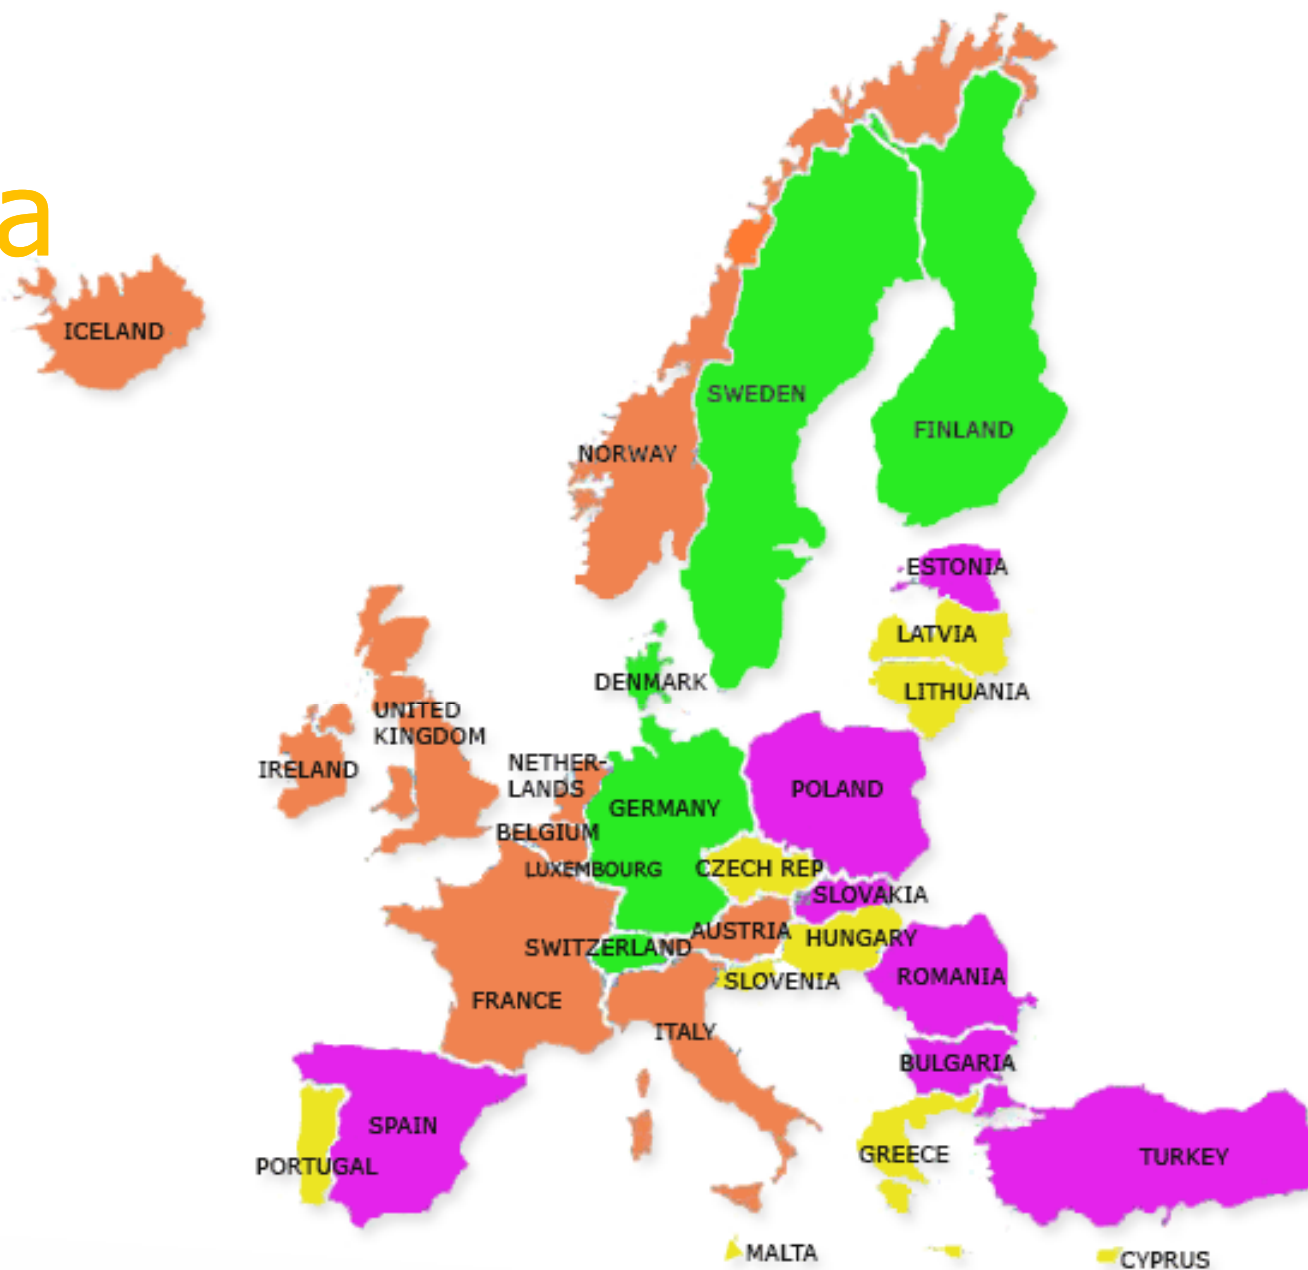 a
ICELAND
SWEDEN
FINLAND
NORWAY
ESTONIA
LATVIA
DENMARK
LITHUANIA
UNITED
KINGDOM
IRELAND
NETHER-
LANDS
POLAND
GERMANY
BELGIUM
LUXEMBOURG
CZECH REP
SLOVAKIA
AUSTRIA
HUNGARY
SWITZERLAND
ROMANIA
SLOVENIA
FRANCE
ITALY
BULGARIA
SPAIN
PORTUGAL
GREECE
TURKEY
MALTA
CYPRUS